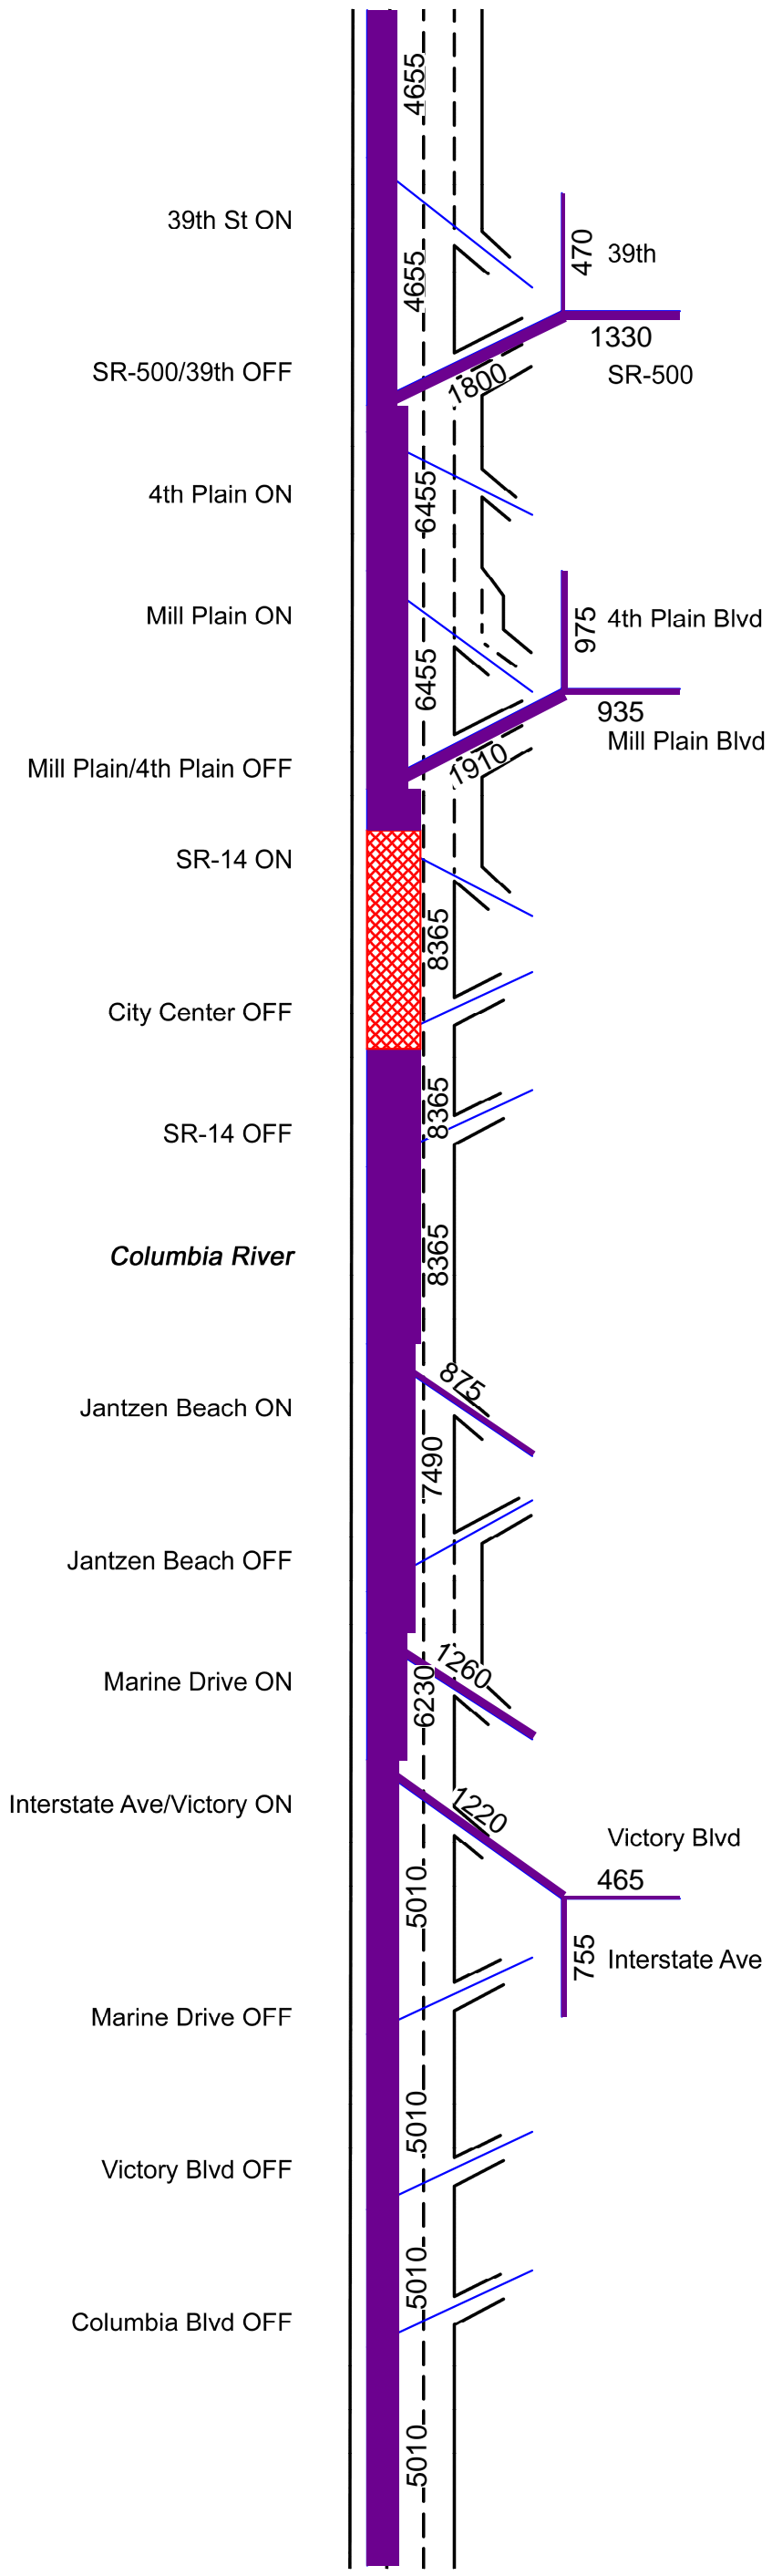 4655
39th St ON
470
39th
4655
1330
SR-500/39th OFF
1800
SR-500
4th Plain ON
6455
Mill Plain ON
975
4th Plain Blvd
6455
935
Mill Plain Blvd
Mill Plain/4th Plain OFF
1910
SR-14 ON
8365
City Center OFF
8365
SR-14 OFF
Columbia River
8365
875
Jantzen Beach ON
7490
Jantzen Beach OFF
1260
Marine Drive ON
6230
Interstate Ave/Victory ON
1220
Victory Blvd
465
5010
755
Interstate Ave
Marine Drive OFF
5010
Victory Blvd OFF
5010
Columbia Blvd OFF
5010